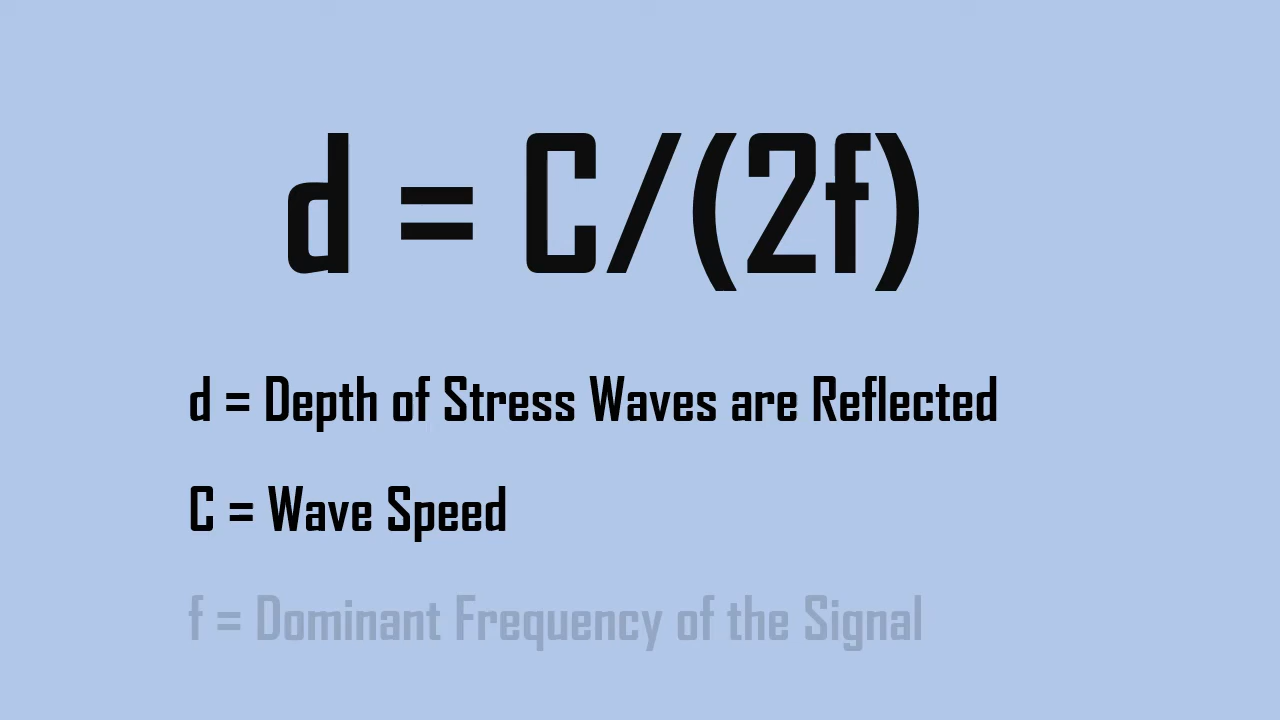 d = C/(2f)
d = Depth of Stress Waves are Reflected
C = Wave Speed
f = Dominant Frequency of the Signal